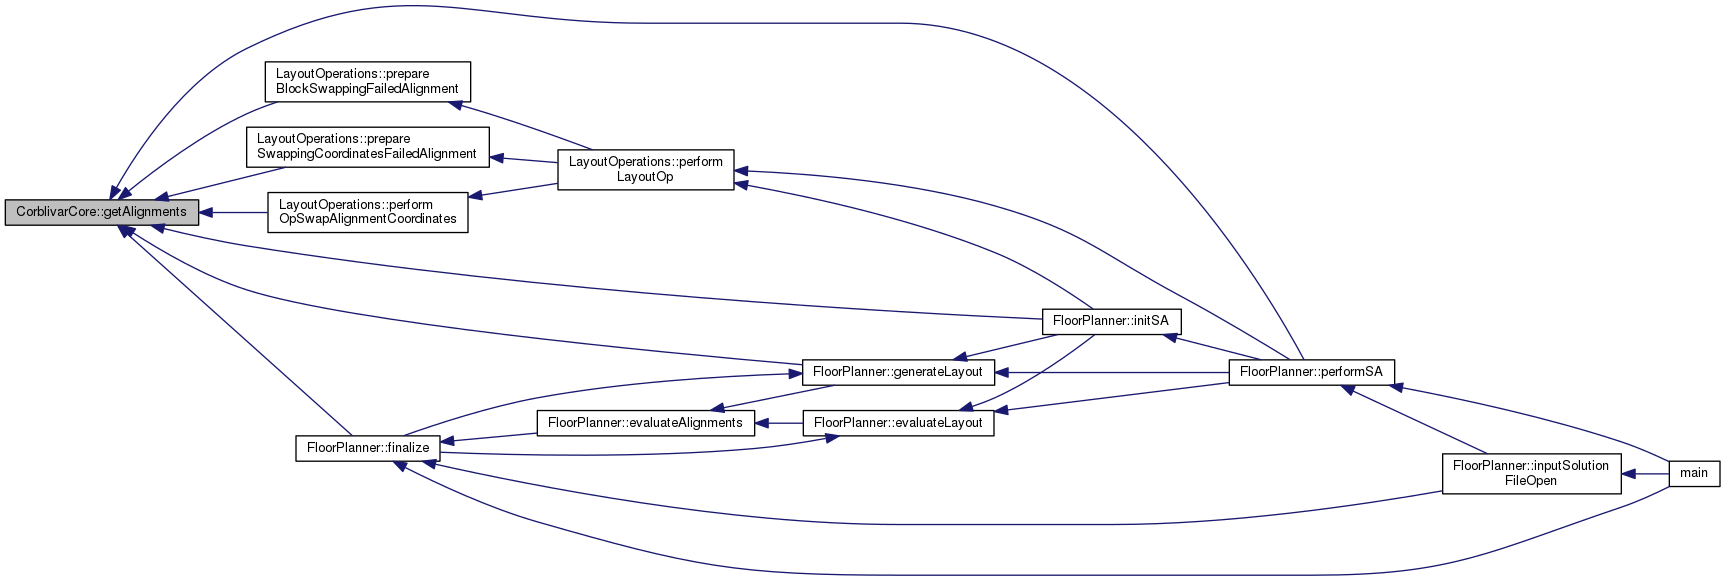 LayoutOperations::prepare
BlockSwappingFailedAlignment
LayoutOperations::prepare
SwappingCoordinatesFailedAlignment
LayoutOperations::perform
LayoutOp
CorblivarCore::getAlignments
LayoutOperations::perform
OpSwapAlignmentCoordinates
FloorPlanner::initSA
FloorPlanner::generateLayout
FloorPlanner::performSA
FloorPlanner::evaluateAlignments
FloorPlanner::evaluateLayout
FloorPlanner::finalize
FloorPlanner::inputSolution
FileOpen
main